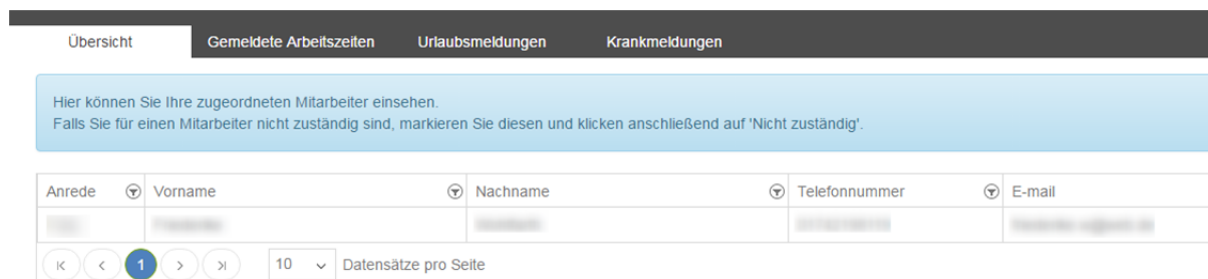 Übersicht Gemeldete Arbeitszeiten Urlaubsmeldungen Krankmeldungen
Hier können Sie Ihre zugeordneten Mitarbeiter einsehen.
Falls Sie für einen Mitarbeiter nicht zuständig sind, markieren Sie diesen und klicken anschließend auf 'Nicht zuständig'.
Anrede Vorname Nachname Telefonnummer E-mail
1 10 Datensätze pro Seite